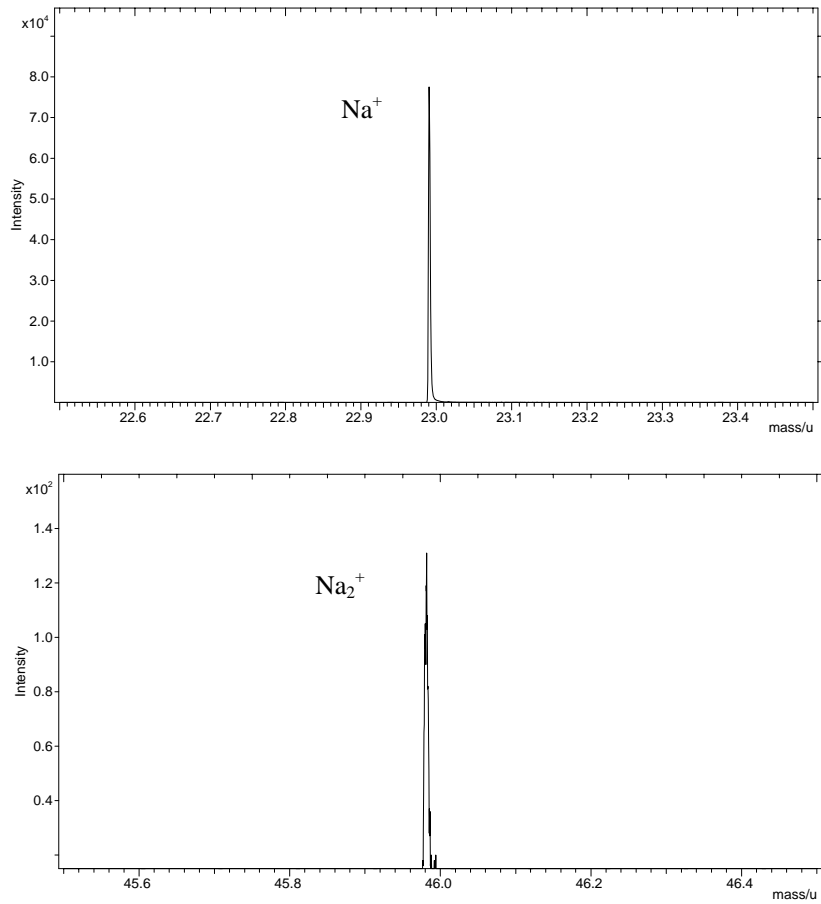 x10⁴
8.0
7.0
6.0
5.0
4.0
3.0
2.0
1.0
Intensity
Na⁺
22.6 22.7 22.8 22.9 23.0 23.1 23.2 23.3 23.4
mass/u
x10²
1.4
1.2
1.0
0.8
0.6
0.4
Intensity
Na₂⁺
45.6 45.8 46.0 46.2 46.4
mass/u